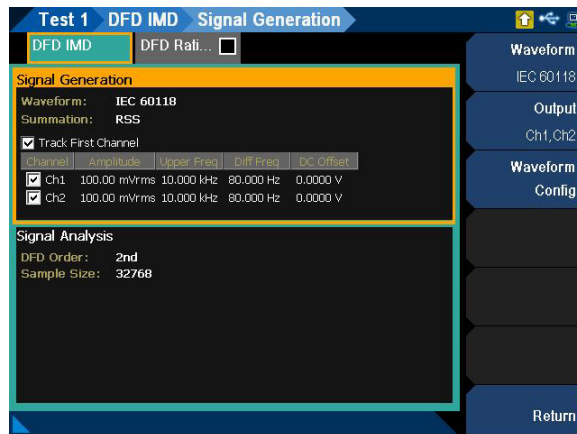 Test 1 DFD IMD Signal Generation
DFD IMD DFD Rati...
Signal Generation
Waveform: IEC 60118
Summation: RSS
Track First Channel
Channel Amplitude Upper Freq Diff Freq DC Offset
Ch1 100.00 mVrms 10.000 kHz 80.000 Hz 0.0000 V
Ch2 100.00 mVrms 10.000 kHz 80.000 Hz 0.0000 V
Signal Analysis
DFD Order: 2nd
Sample Size: 32768
Waveform
IEC 60118
Output
Ch1,Ch2
Waveform
Config
Return